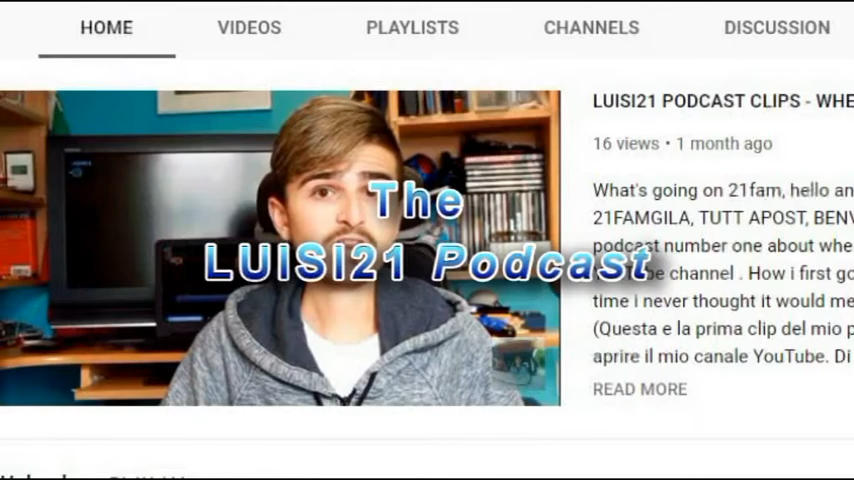 HOME
VIDEOS
PLAYLISTS
CHANNELS
DISCUSSION
LUISI21 PODCAST CLIPS - WHE
16 views • 1 month ago
What's going on 21fam, hello an
21FAMGILA, TUTT APOST, BENV
podcast number one about whe
channel . How i first go
time i never thought it would me
(Questa e la prima clip del mio p
aprire il mio canale YouTube. Di
READ MORE
The
LUISI21 Podcast